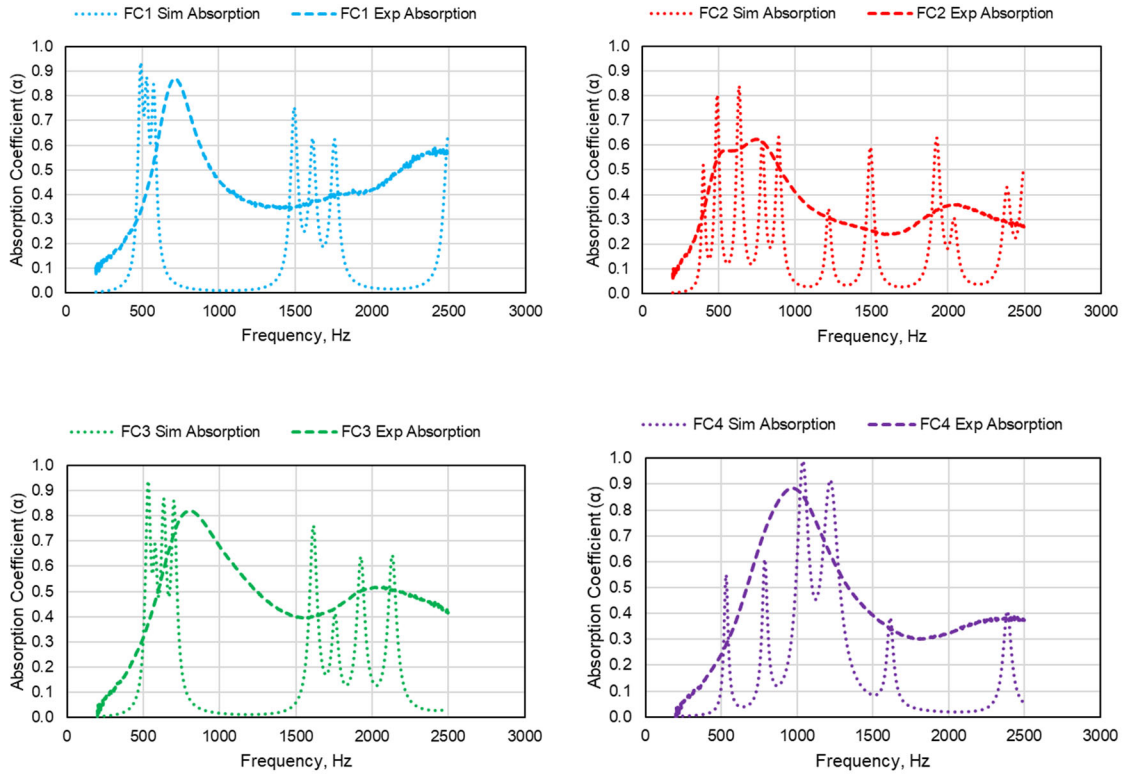 FC1 Sim Absorption FC1 Exp Absorption
Absorption Coefficient (α)
1.0
0.9
0.8
0.7
0.6
0.5
0.4
0.3
0.2
0.1
0.0
0 500 1000 1500 2000 2500 3000
Frequency, Hz
FC2 Sim Absorption FC2 Exp Absorption
Absorption Coefficient (α)
1.0
0.9
0.8
0.7
0.6
0.5
0.4
0.3
0.2
0.1
0.0
0 500 1000 1500 2000 2500 3000
Frequency, Hz
FC3 Sim Absorption FC3 Exp Absorption
Absorption Coefficient (α)
1.0
0.9
0.8
0.7
0.6
0.5
0.4
0.3
0.2
0.1
0.0
0 500 1000 1500 2000 2500 3000
Frequency, Hz
FC4 Sim Absorption FC4 Exp Absorption
Absorption Coefficient (α)
1.0
0.9
0.8
0.7
0.6
0.5
0.4
0.3
0.2
0.1
0.0
0 500 1000 1500 2000 2500 3000
Frequency, Hz